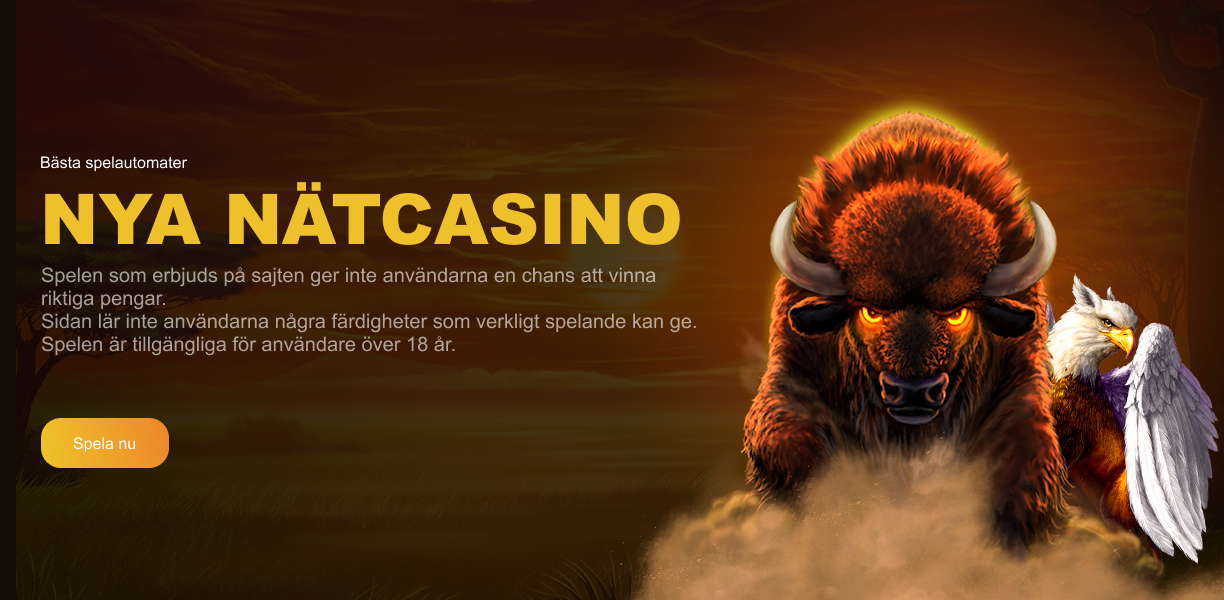 Bästa spelautomater
NYA NÄTCASINO
Spelen som erbjuds på sajten ger inte användarna en chans att vinna
riktiga pengar.
Sidan lär inte användarna några färdigheter som verkligt spelande kan ge.
Spelen är tillgängliga för användare över 18 år.
Spela nu